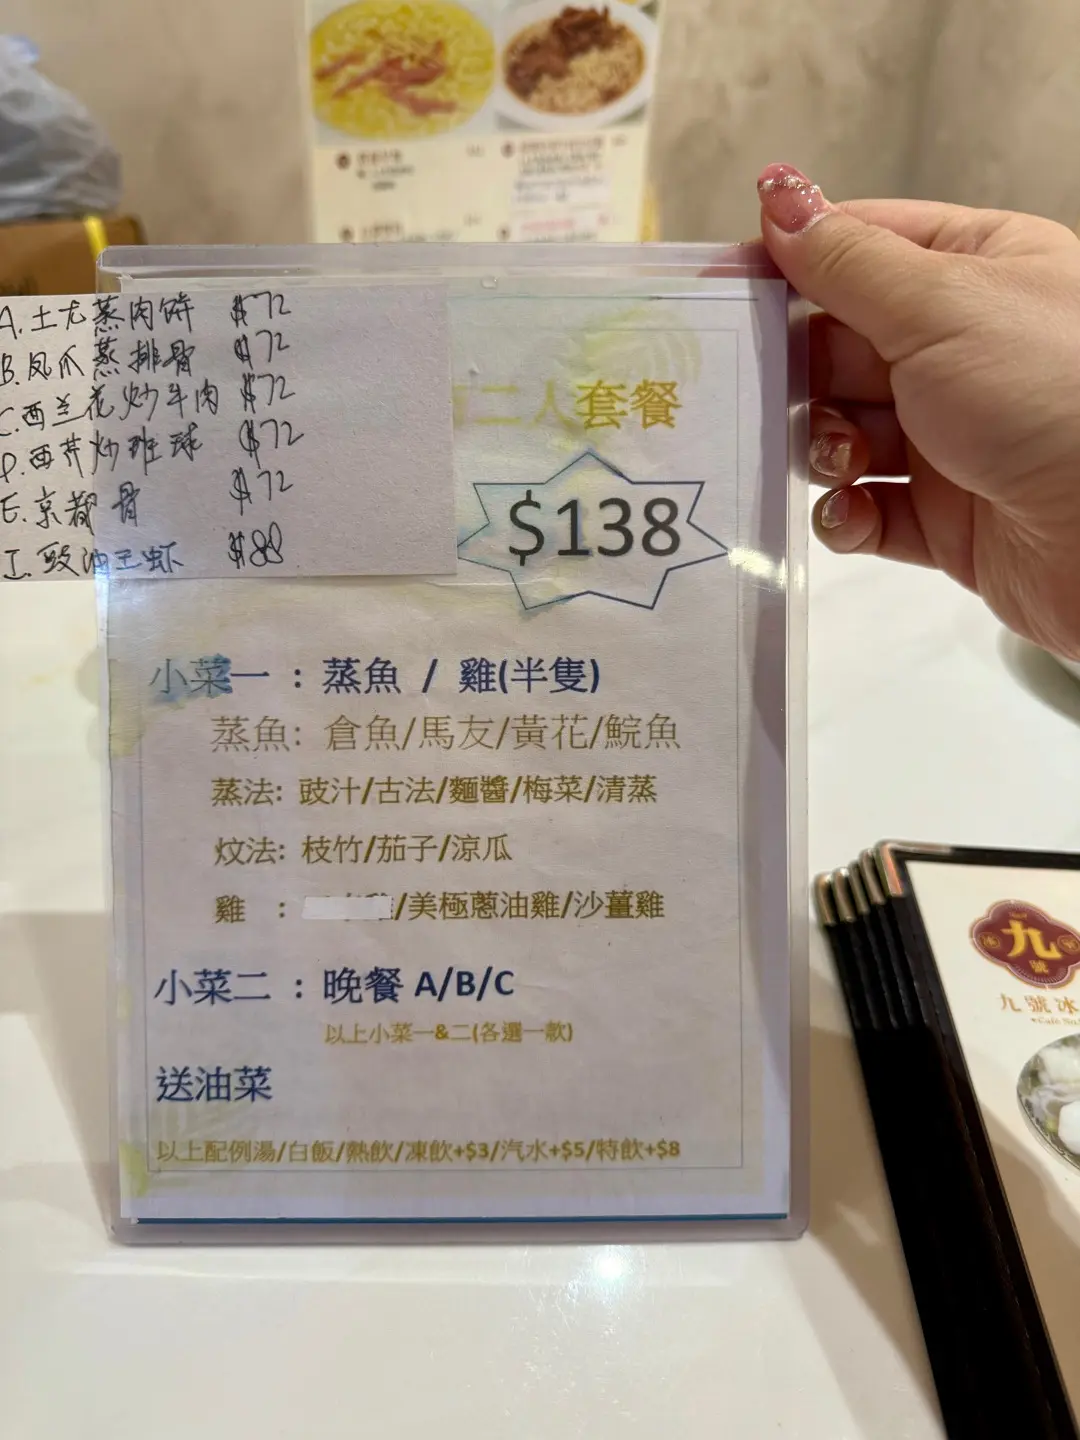 A.土尤蒸肉饼 $72
B.凤爪蒸排骨 $72
C.西兰花炒牛肉 $72
D.西芹炒班球 $72
E.京都骨 $72
I.豉油王虾 $88
二人套餐
$138
小菜一 : 蒸魚 / 雞(半隻)
蒸魚: 倉魚/馬友/黃花/鯇魚
蒸法: 豉汁/古法/麵醬/梅菜/清蒸
炆法: 枝竹/茄子/涼瓜
雞 : /美極蔥油雞/沙薑雞
小菜二 : 晚餐 A/B/C
以上小菜一&二(各選一款)
送油菜
以上配例湯/白飯/熱飲/凍飲+$3/汽水+$5/特飲+$8
九
號
九號冰